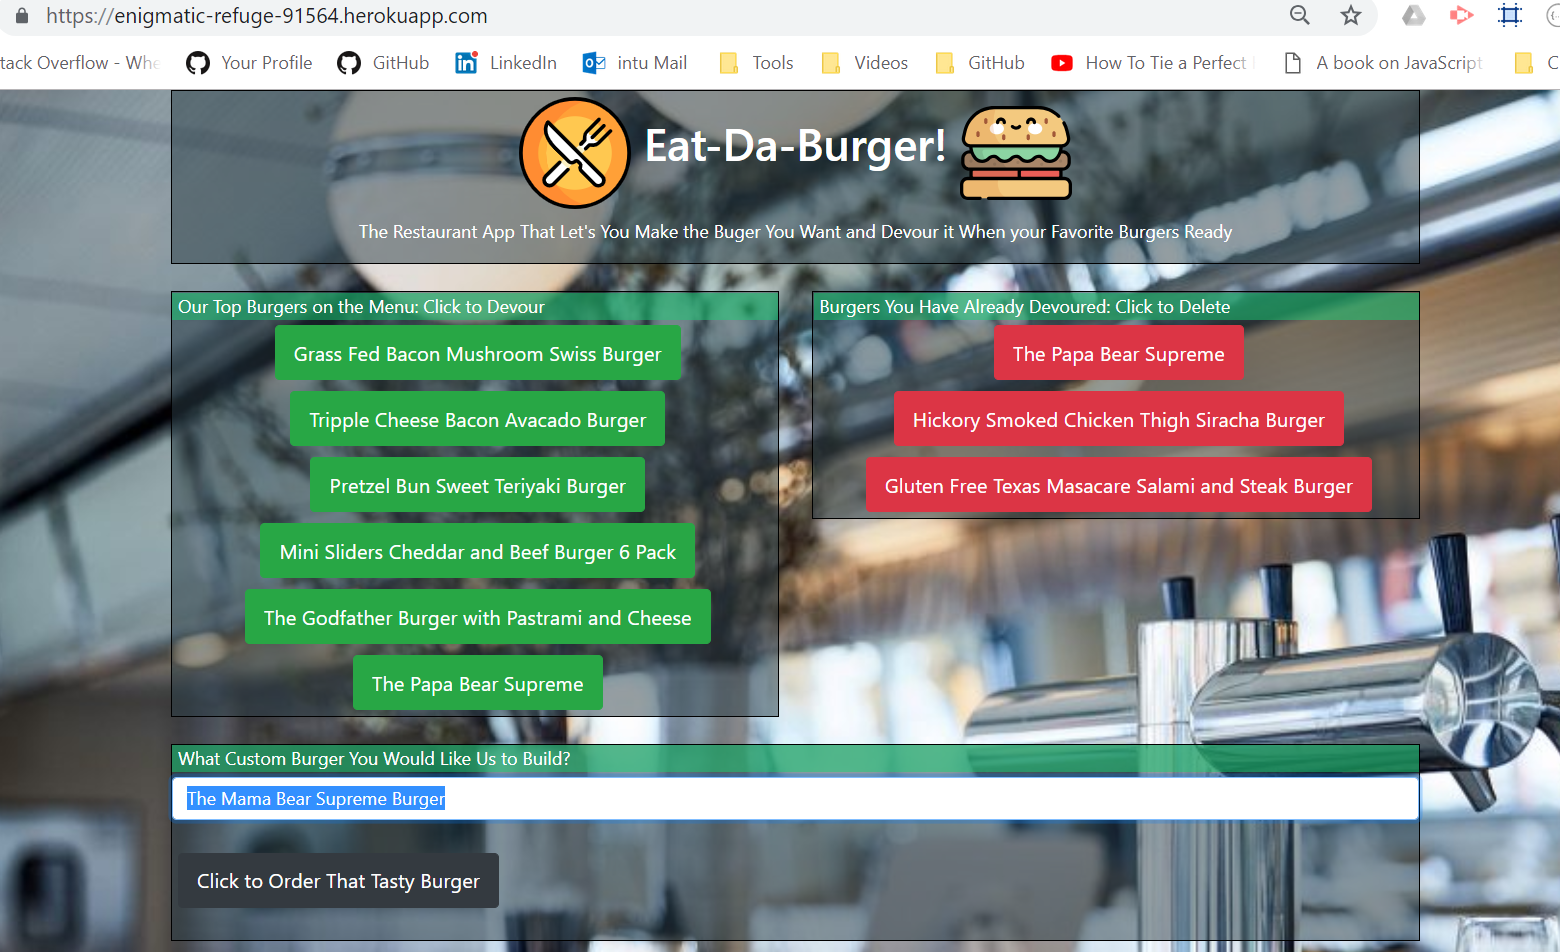 https://enigmatic-refuge-91564.herokuapp.com
tack Overflow - Whe Your Profile GitHub LinkedIn intu Mail Tools Videos GitHub How To Tie a Perfect A book on JavaScript C
Eat-Da-Burger!
The Restaurant App That Let's You Make the Buger You Want and Devour it When your Favorite Burgers Ready
Our Top Burgers on the Menu: Click to Devour
Grass Fed Bacon Mushroom Swiss Burger
Tripple Cheese Bacon Avacado Burger
Pretzel Bun Sweet Teriyaki Burger
Mini Sliders Cheddar and Beef Burger 6 Pack
The Godfather Burger with Pastrami and Cheese
The Papa Bear Supreme
Burgers You Have Already Devoured: Click to Delete
The Papa Bear Supreme
Hickory Smoked Chicken Thigh Siracha Burger
Gluten Free Texas Masacare Salami and Steak Burger
What Custom Burger You Would Like Us to Build?
The Mama Bear Supreme Burger
Click to Order That Tasty Burger